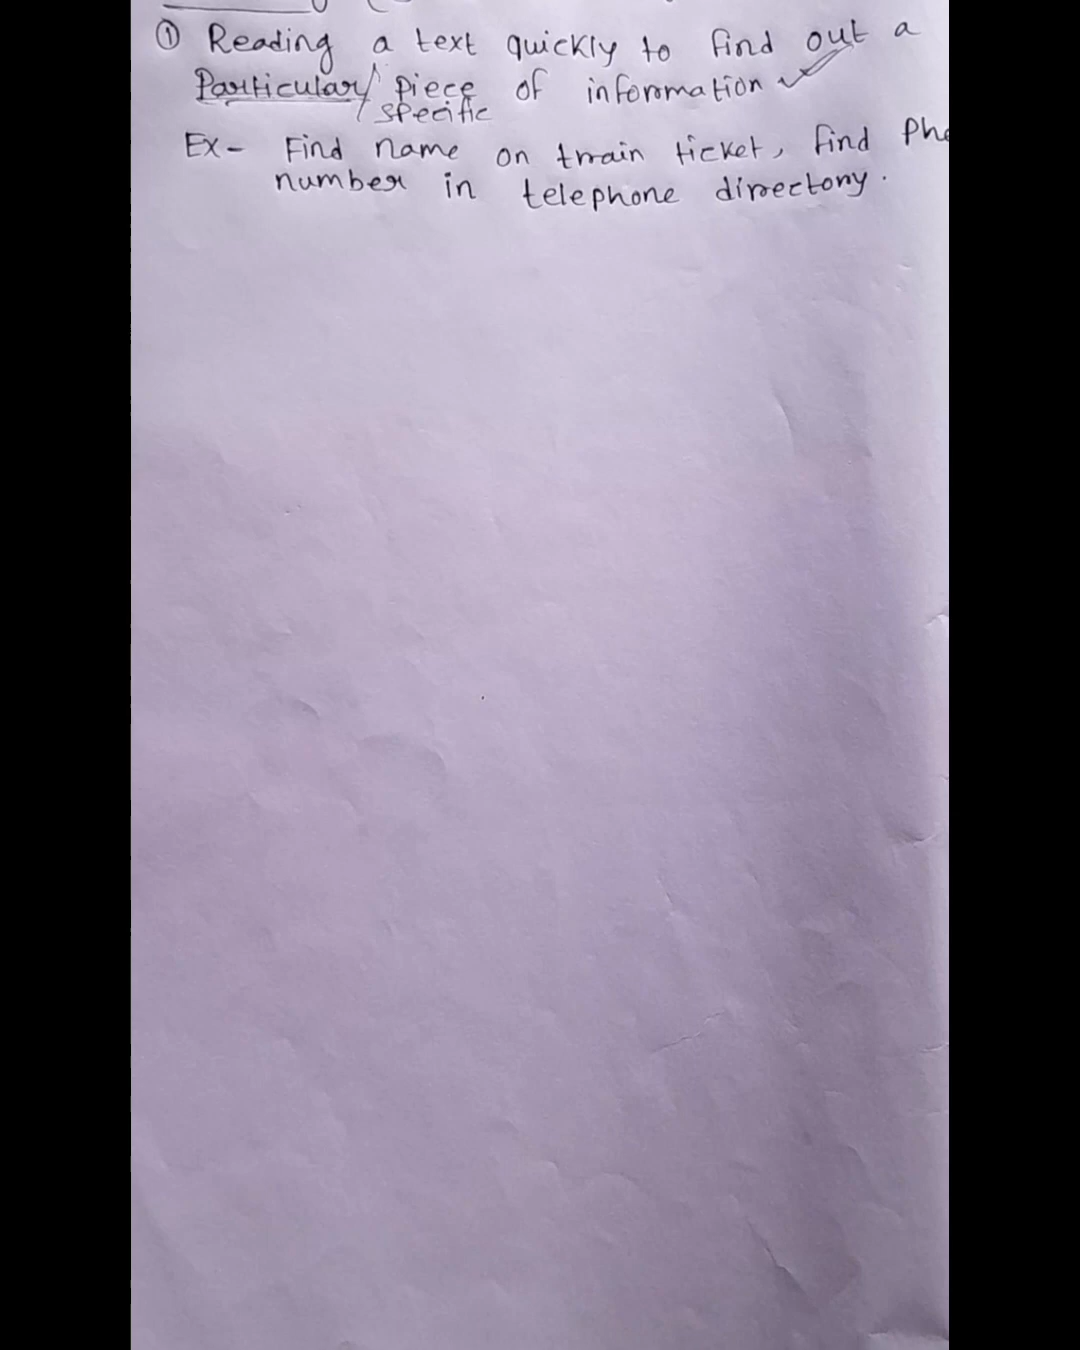 ① Reading a text quickly to find out a
Particular/ piece of information
specific
Ex- Find name on train ticket, find
number in telephone directory.